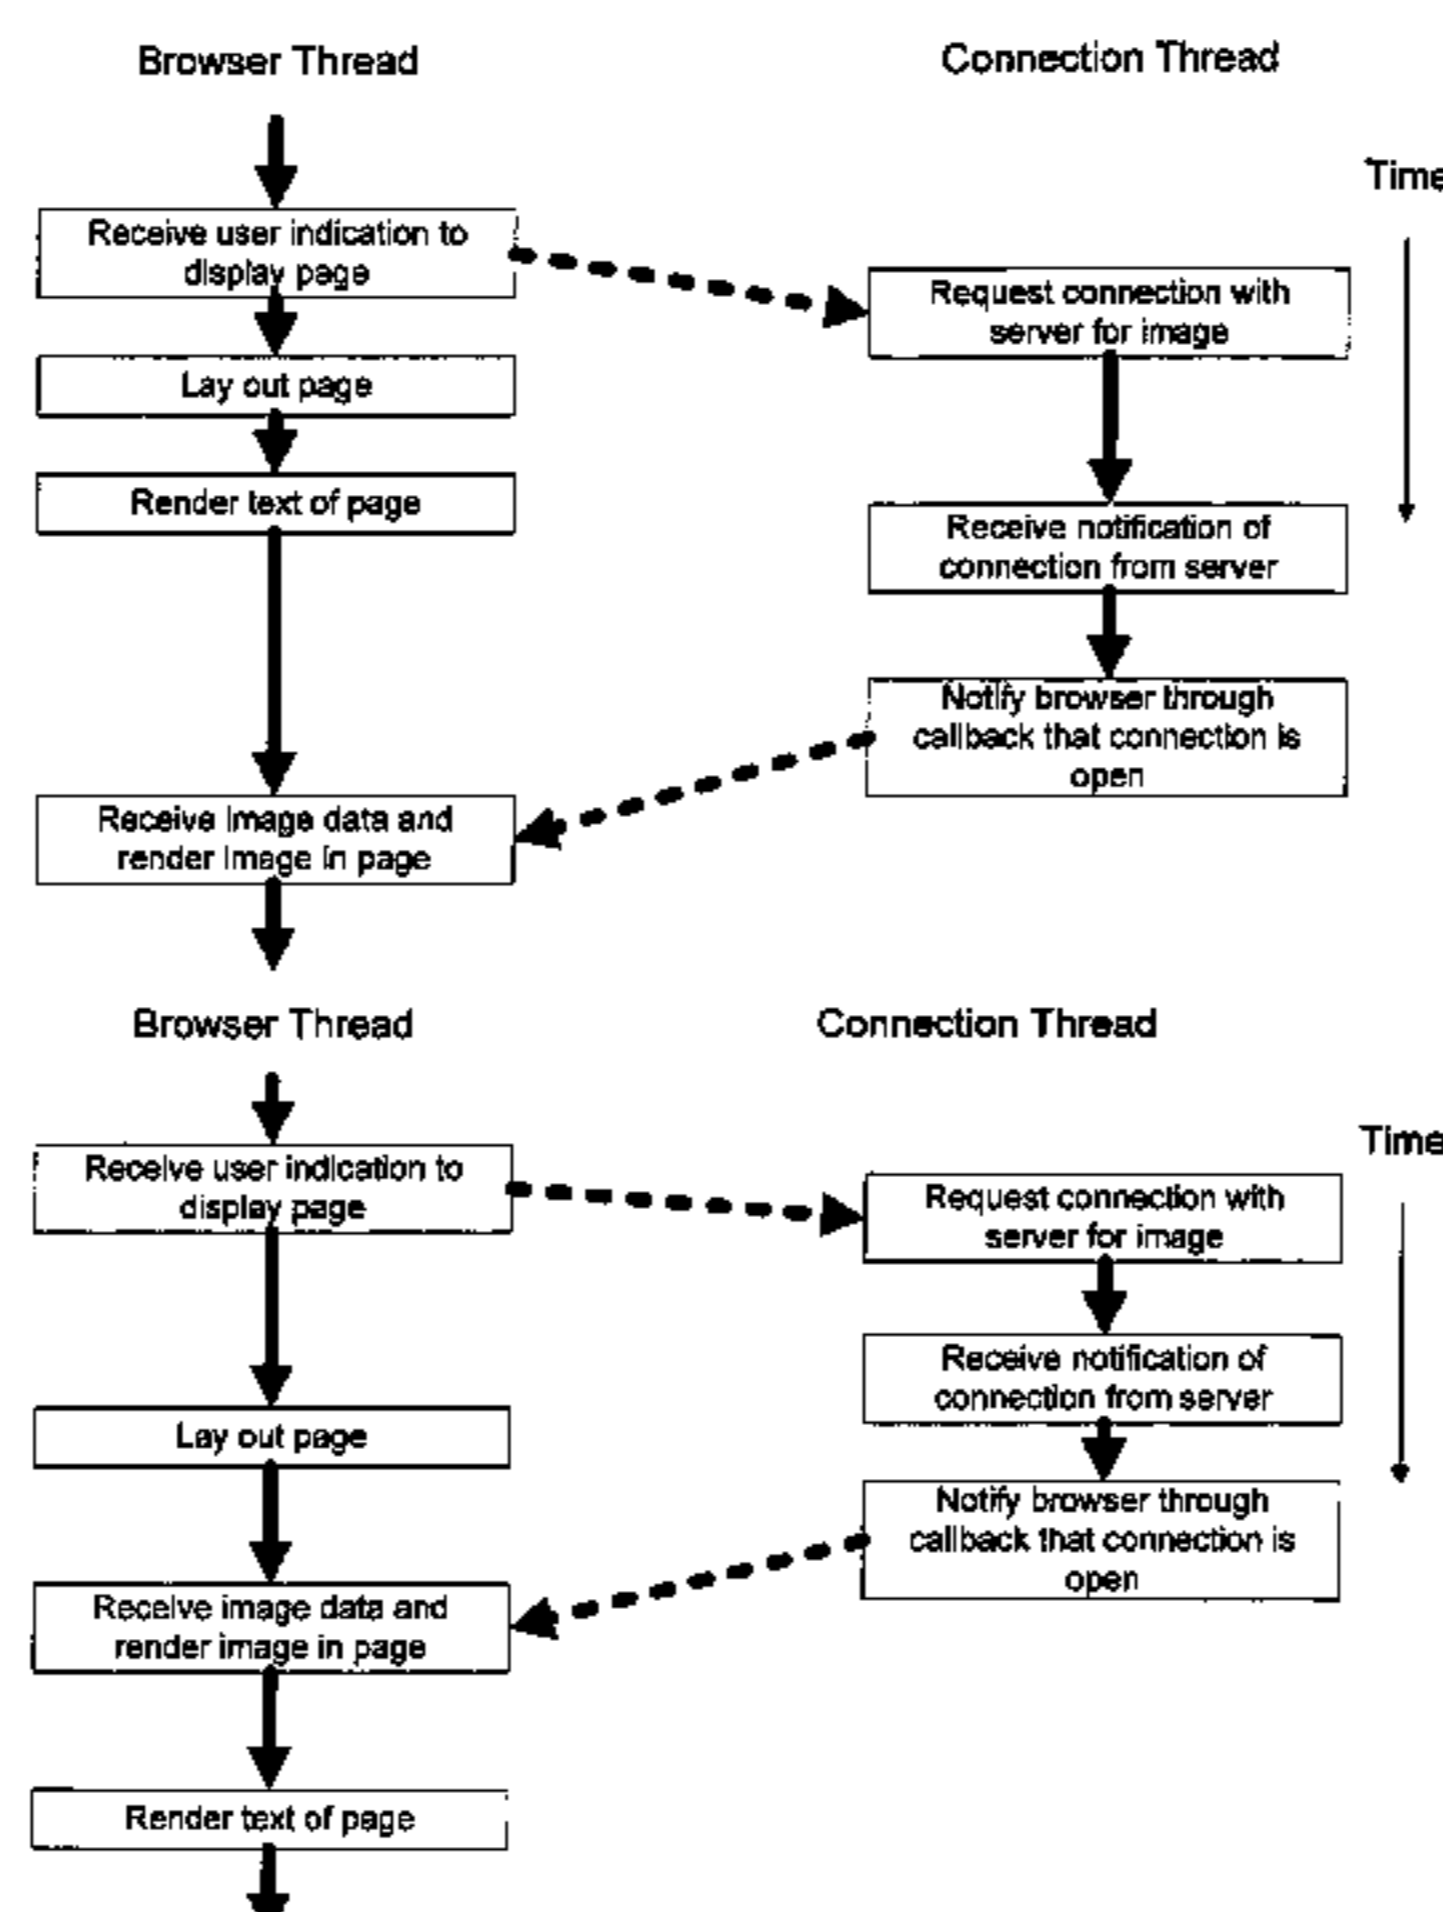 Browser Thread
Connection Thread
Time
Receive user indication to
display page
Request connection with
server for image
Lay out page
Render text of page
Receive notification of
connection from server
Notify browser through
callback that connection is
open
Receive image data and
render image in page
Browser Thread
Connection Thread
Time
Receive user indication to
display page
Request connection with
server for image
Receive notification of
connection from server
Lay out page
Notify browser through
callback that connection is
open
Receive image data and
render image in page
Render text of page